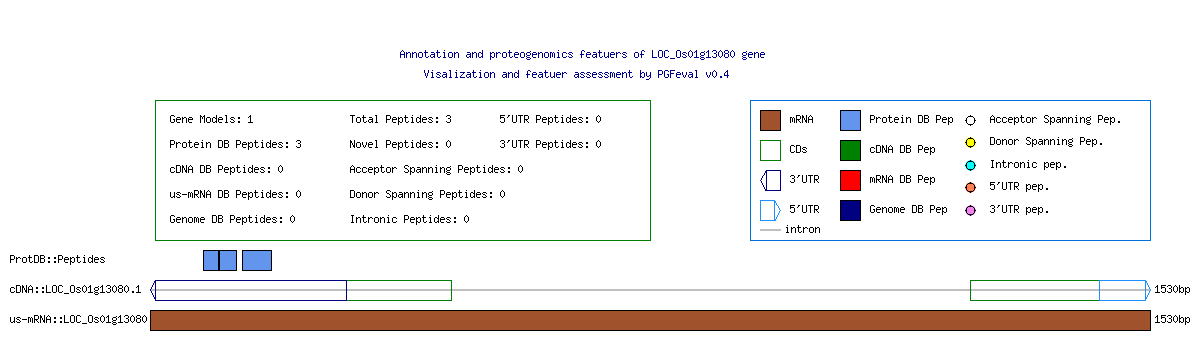 Annotation and proteogenomics featuers of LOC_Os01g13080 gene
Visalization and featuer assessment by PGFeval v0.4
Gene Models: 1
Total Peptides: 3
5'UTR Peptides: 0
Protein DB Peptides: 3
Novel Peptides: 0
3'UTR Peptides: 0
cDNA DB Peptides: 0
Acceptor Spanning Peptides: 0
us-mRNA DB Peptides: 0
Donor Spanning Peptides: 0
Genome DB Peptides: 0
Intronic Peptides: 0
mRNA
Protein DB Pep
Acceptor Spanning Pep.
CDs
cDNA DB Pep
Donor Spanning Pep.
3'UTR
mRNA DB Pep
Intronic pep.
5'UTR
Genome DB Pep
5'UTR pep.
3'UTR pep.
intron
ProtDB::Peptides
cDNA::LOC_Os01g13080.1
1530bp
us-mRNA::LOC_Os01g13080
1530bp